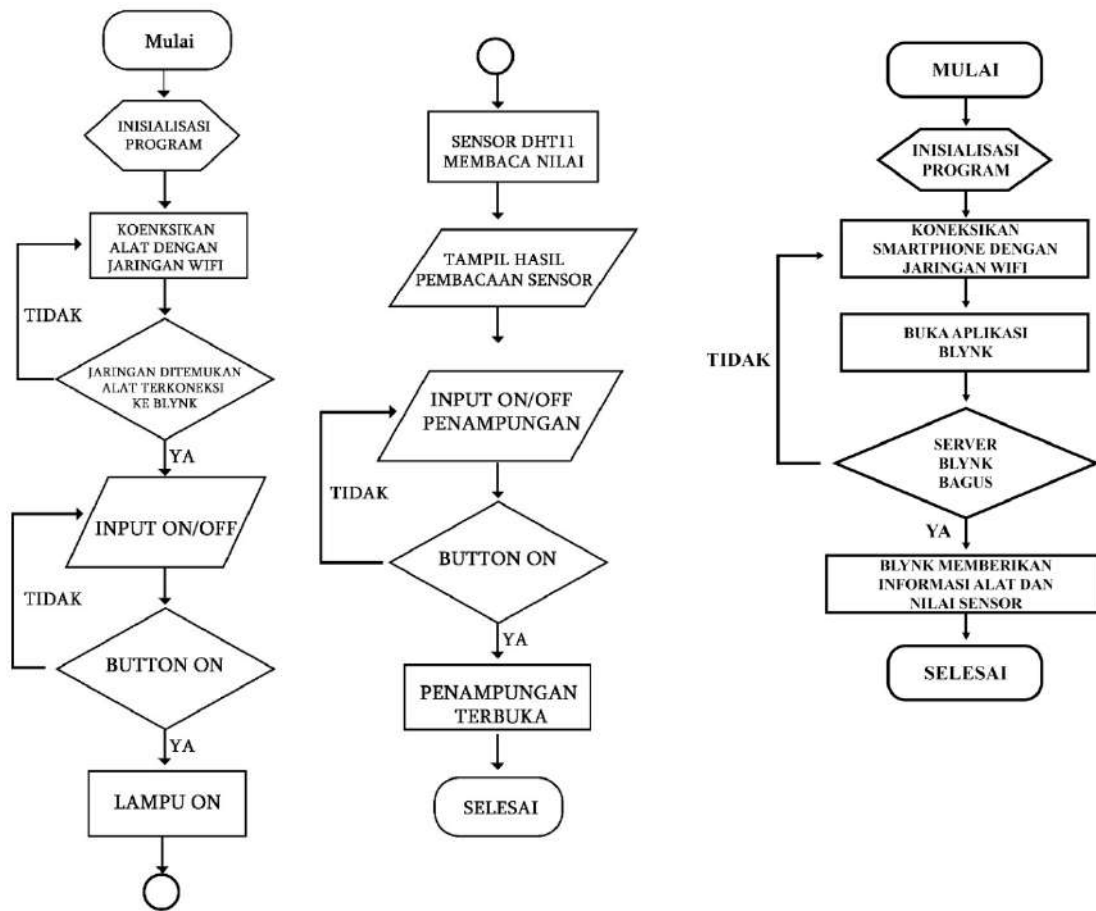 Mulai
INISIALISASI
PROGRAM
KOENKSIKAN
ALAT DENGAN
JARINGAN WIFI
TIDAK
JARINGAN DITEMUKAN
ALAT TERKONEKSI
KE BLYNK
YA
INPUT ON/OFF
TIDAK
BUTTON ON
YA
LAMPU ON
SENSOR DHT11
MEMBACA NILAI
TAMPIL HASIL
PEMBACAAN SENSOR
INPUT ON/OFF
PENAMPUNGAN
TIDAK
BUTTON ON
YA
PENAMPUNGAN
TERBUKA
SELESAI
MULAI
INISIALISASI
PROGRAM
KONEKSIKAN
SMARTPHONE DENGAN
JARINGAN WIFI
BUKA APLIKASI
BLYNK
TIDAK
SERVER
BLYNK
BAGUS
YA
BLYNK MEMBERIKAN
INFORMASI ALAT DAN
NILAI SENSOR
SELESAI